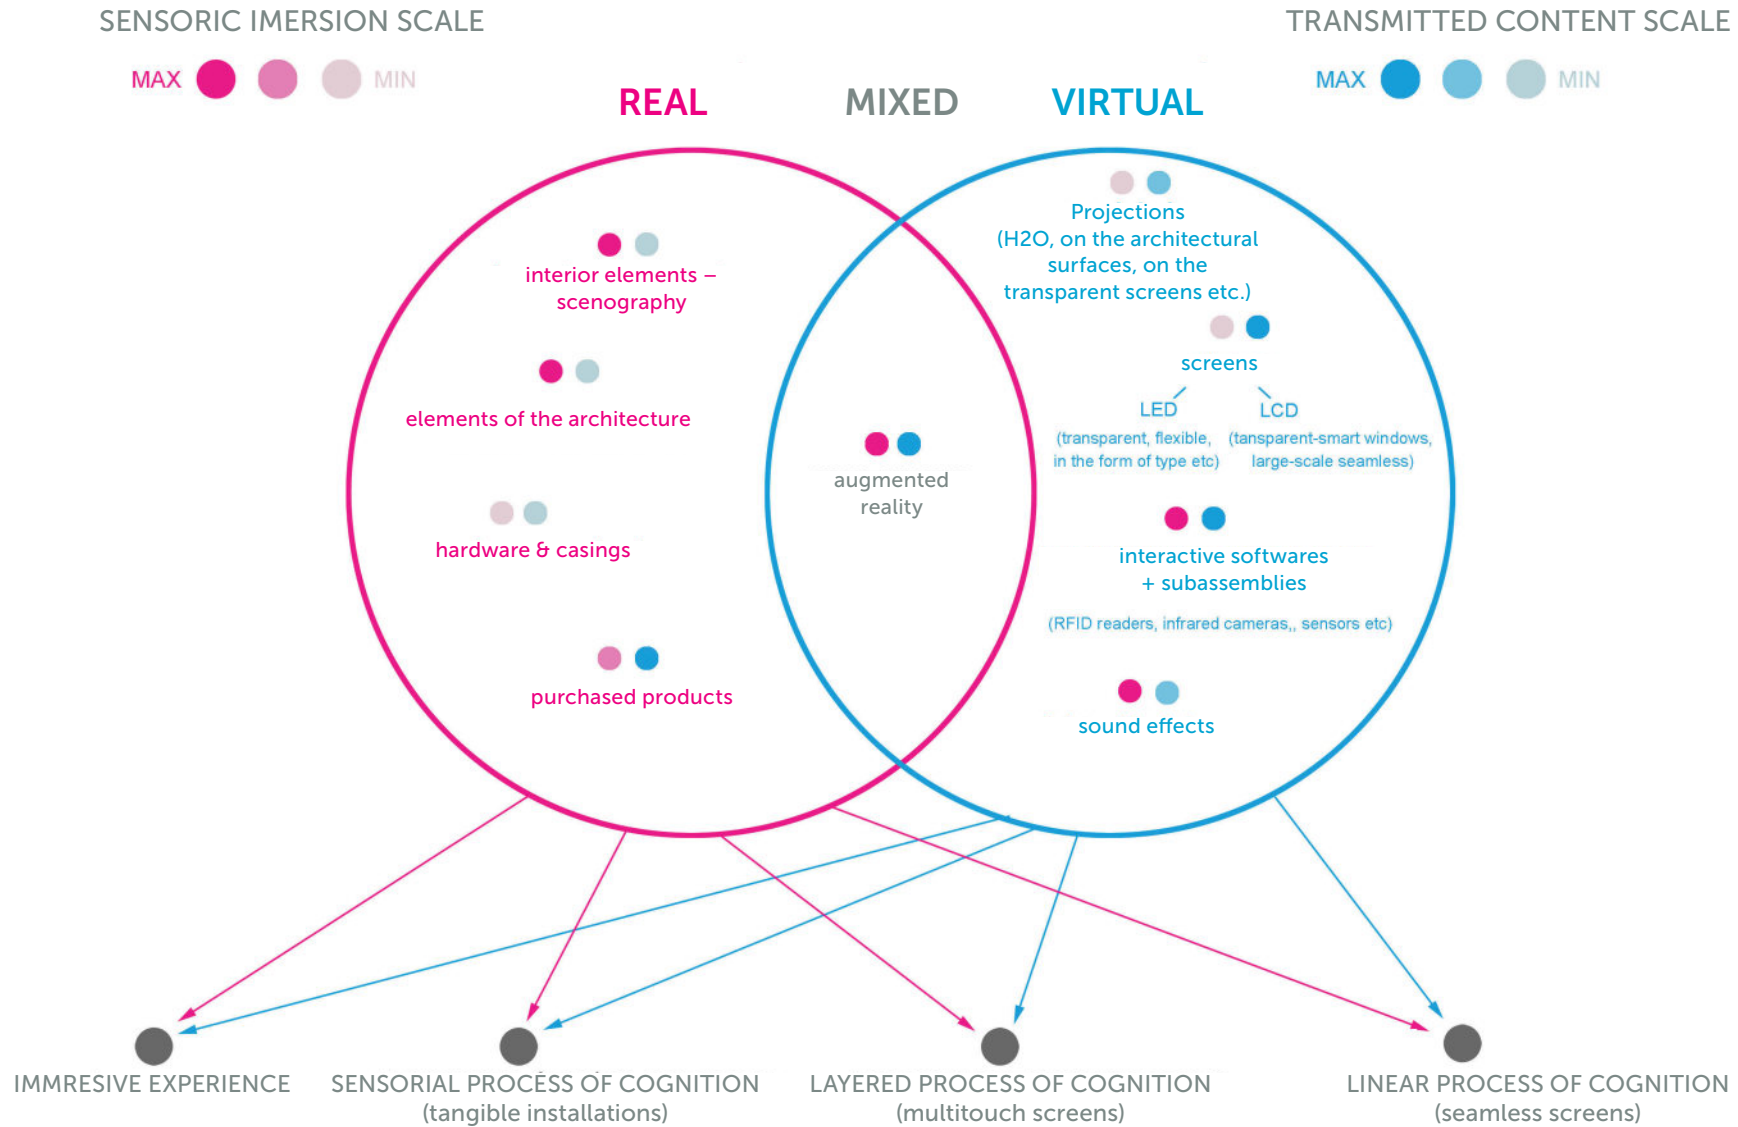 SENSORIC IMERSION SCALE
MAX MIN
TRANSMITTED CONTENT SCALE
MAX MIN
REAL MIXED VIRTUAL
interior elements –
scenography
elements of the architecture
hardware & casings
purchased products
augmented
reality
Projections
(H2O, on the architectural
surfaces, on the
transparent screens etc.)
screens
LED
(transparent, flexible,
in the form of type etc)
LCD
(tansparent-smart windows,
large-scale seamless)
interactive softwares
+ subassemblies
(RFID readers, infrared cameras,, sensors etc)
sound effects
IMMRESIVE EXPERIENCE
SENSORIAL PROCESS OF COGNITION
(tangible installations)
LAYERED PROCESS OF COGNITION
(multitouch screens)
LINEAR PROCESS OF COGNITION
(seamless screens)